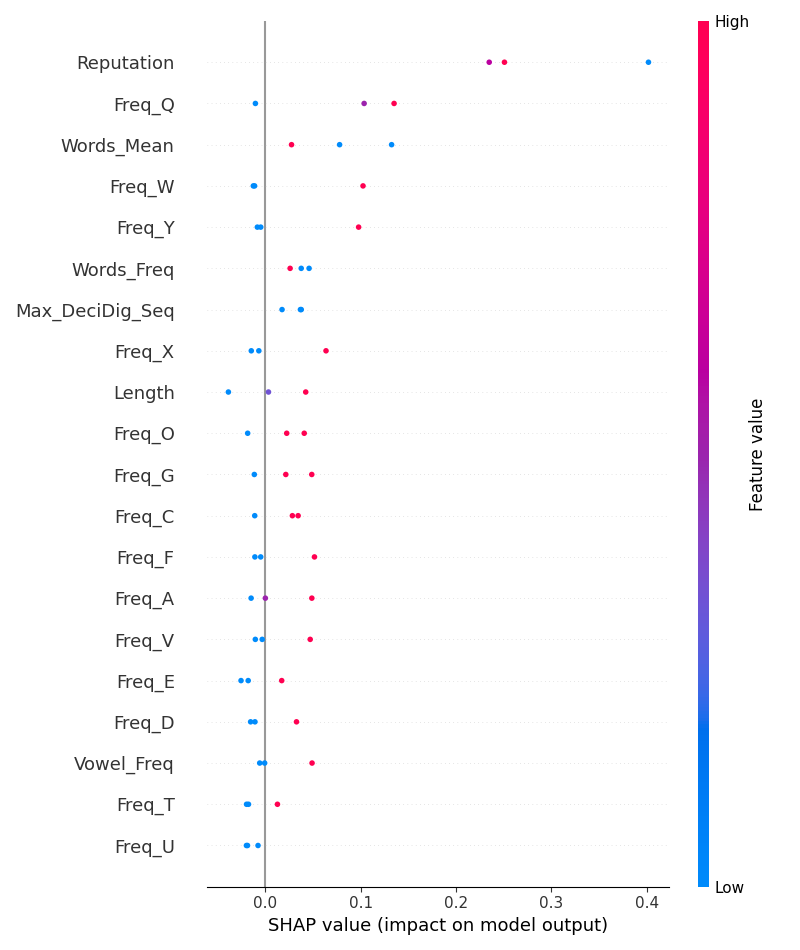 High
Reputation
Freq_Q
Words_Mean
Freq_W
Freq_Y
Words_Freq
Max_DeciDig_Seq
Freq_X
Length
Freq_O
Freq_G
Freq_C
Freq_F
Freq_A
Freq_V
Freq_E
Freq_D
Vowel_Freq
Freq_T
Freq_U
Feature value
Low
0.0 0.1 0.2 0.3 0.4
SHAP value (impact on model output)